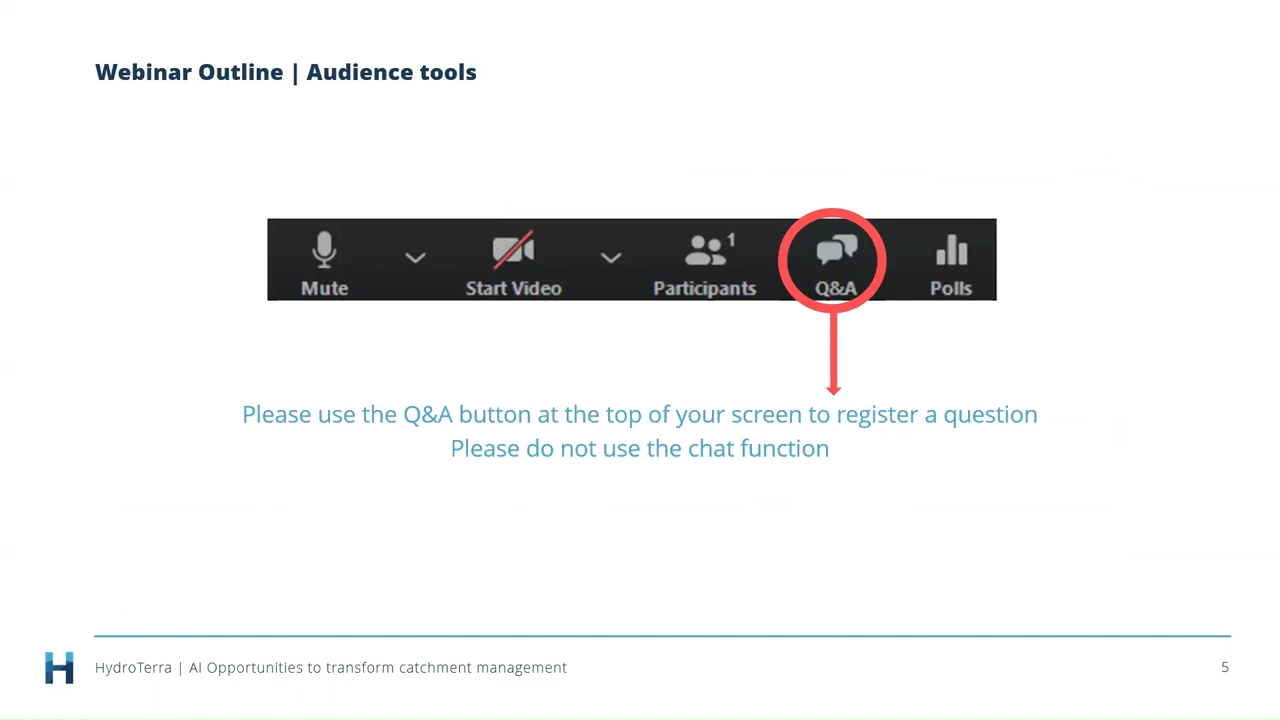 Webinar Outline | Audience tools
Mute
Start Video
Participants
1
Q&A
Polls
Please use the Q&A button at the top of your screen to register a question
Please do not use the chat function
HydroTerra | AI Opportunities to transform catchment management
5